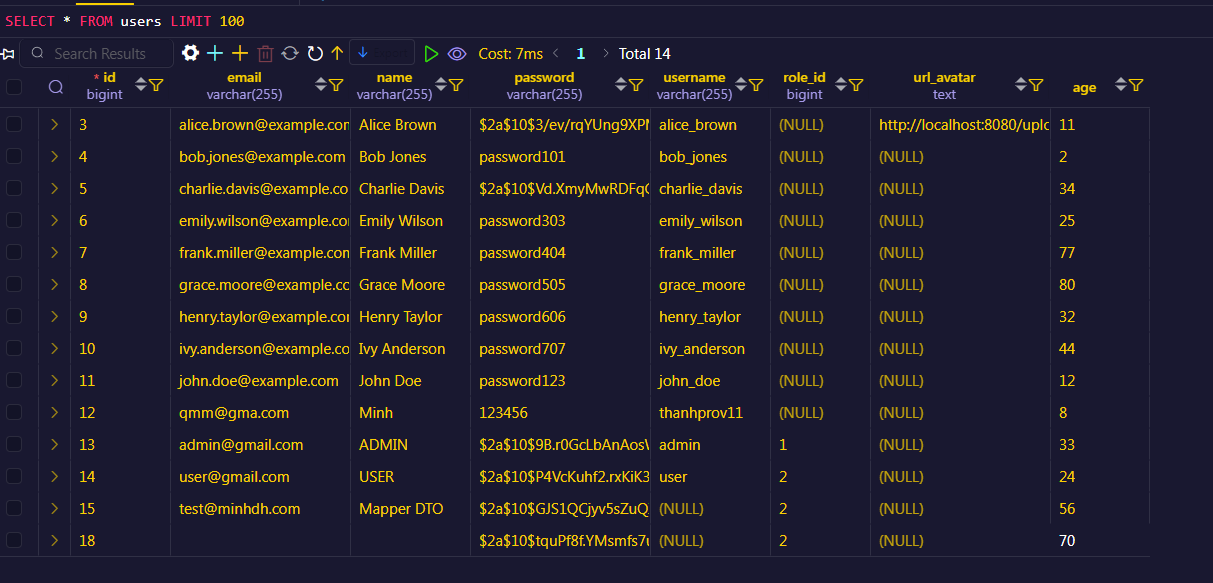 SELECT * FROM users LIMIT 100
Search Results Cost: 7ms 1 Total 14
* id email name password username role_id url_avatar age
bigint varchar(255) varchar(255) varchar(255) varchar(255) bigint text
3 alice.brown@example.con Alice Brown $2a$10$3/ev/rqYUng9XPM alice_brown (NULL) http://localhost:8080/uplo 11
4 bob.jones@example.com Bob Jones password101 bob_jones (NULL) (NULL) 2
5 charlie.davis@example.co Charlie Davis $2a$10$Vd.XmyMwRDFqC charlie_davis (NULL) (NULL) 34
6 emily.wilson@example.coı Emily Wilson password303 emily_wilson (NULL) (NULL) 25
7 frank.miller@example.con Frank Miller password404 frank_miller (NULL) (NULL) 77
8 grace.moore@example.cc Grace Moore password505 grace_moore (NULL) (NULL) 80
9 henry.taylor@example.coı Henry Taylor password606 henry_taylor (NULL) (NULL) 32
10 ivy.anderson@example.co Ivy Anderson password707 ivy_anderson (NULL) (NULL) 44
11 john.doe@example.com John Doe password123 john_doe (NULL) (NULL) 12
12 qmm@gma.com Minh 123456 thanhprov11 (NULL) (NULL) 8
13 admin@gmail.com ADMIN $2a$10$9B.r0GcLbAnAosV admin 1 (NULL) 33
14 user@gmail.com USER $2a$10$P4VcKuhf2.rxKiK3 user 2 (NULL) 24
15 test@minhdh.com Mapper DTO $2a$10$GJS1QCjyv5sZuQ (NULL) 2 (NULL) 56
18 $2a$10$tquPf8f.YMsmfs7u (NULL) 2 (NULL) 70